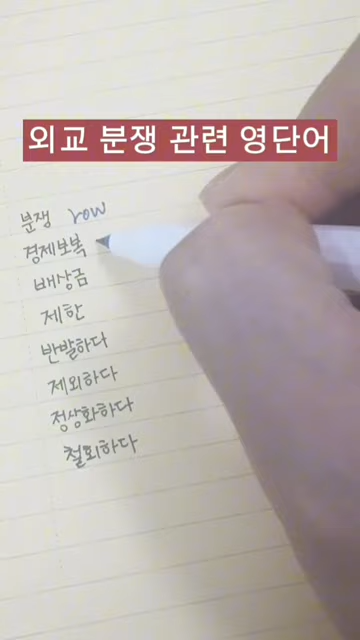 외교 분쟁 관련 영단어
분쟁 row
경제보복
배상금
제한
반발하다
제외하다
정상화하다
철회하다